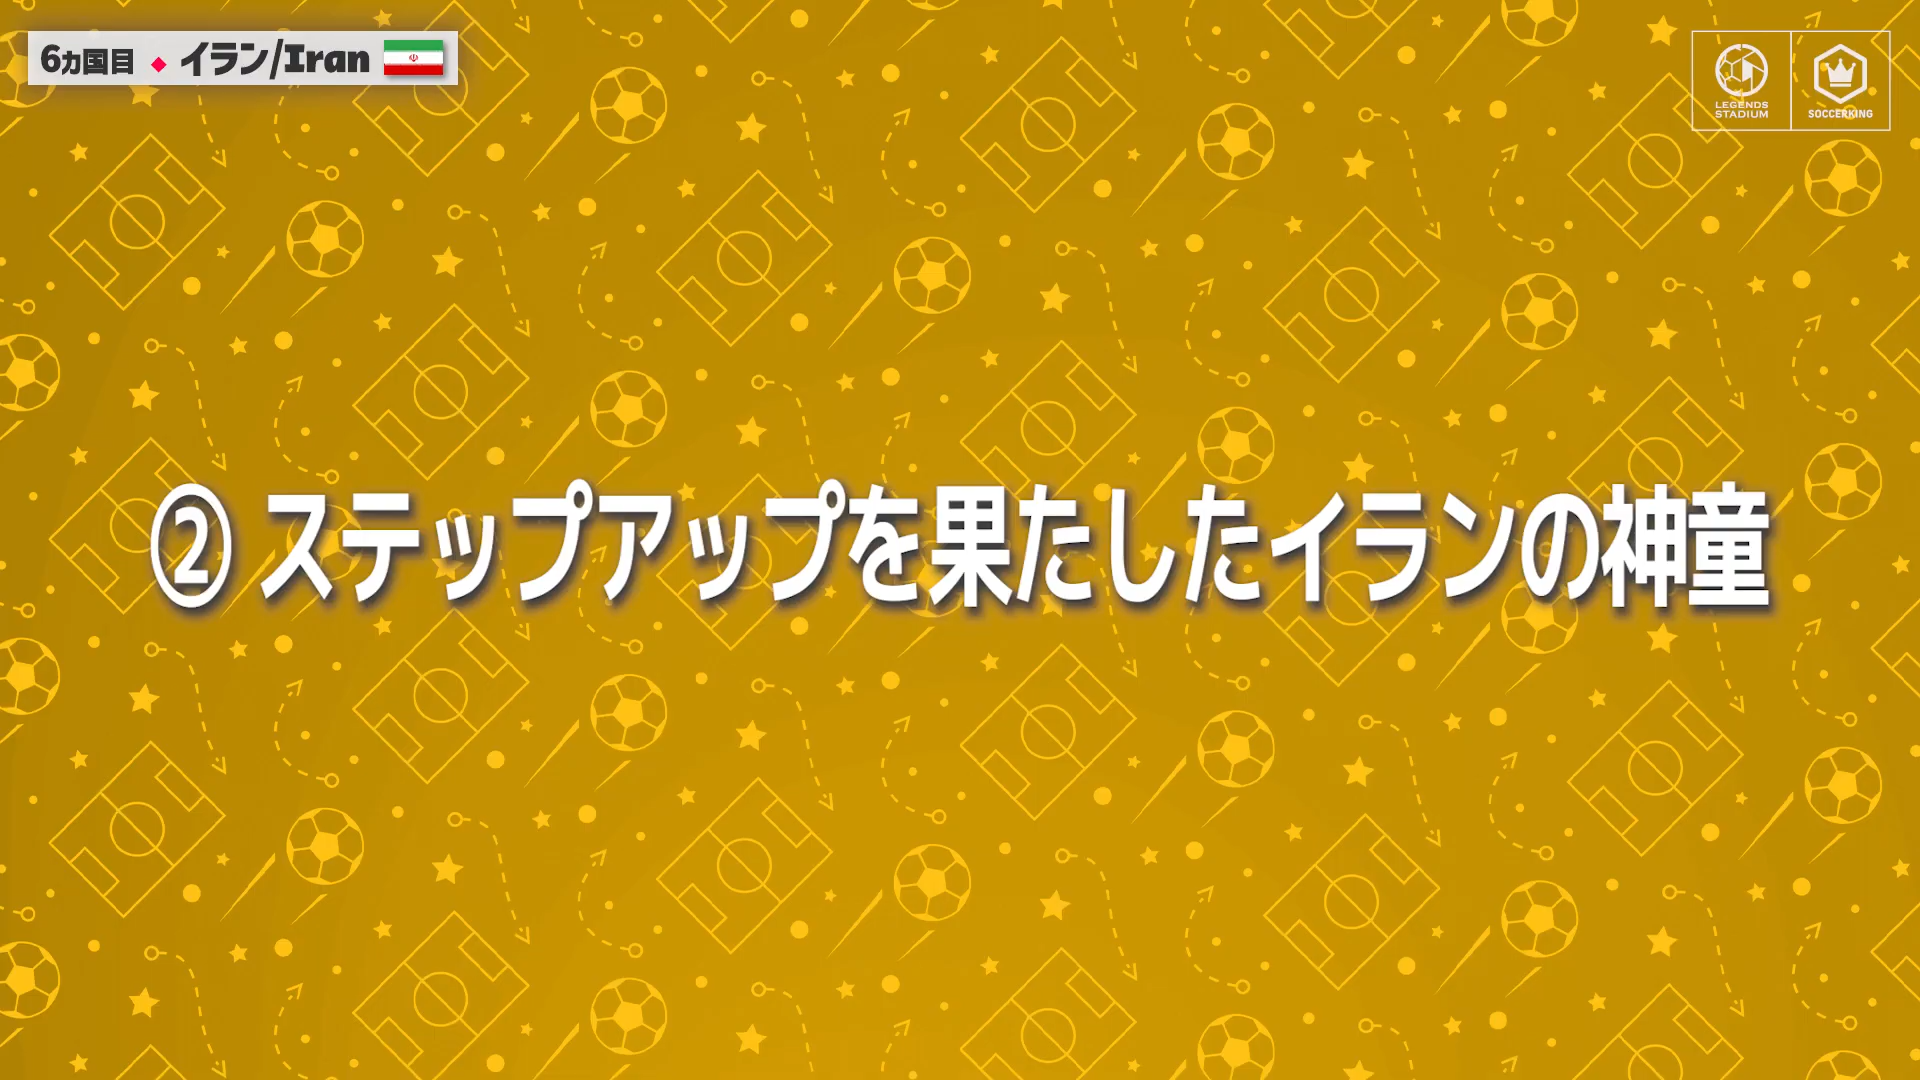 6ヵ国目 ◆ イラン/Iran
LEGENDS
STADIUM
SOCCERKING
② ステップアップを果たしたイランの神童